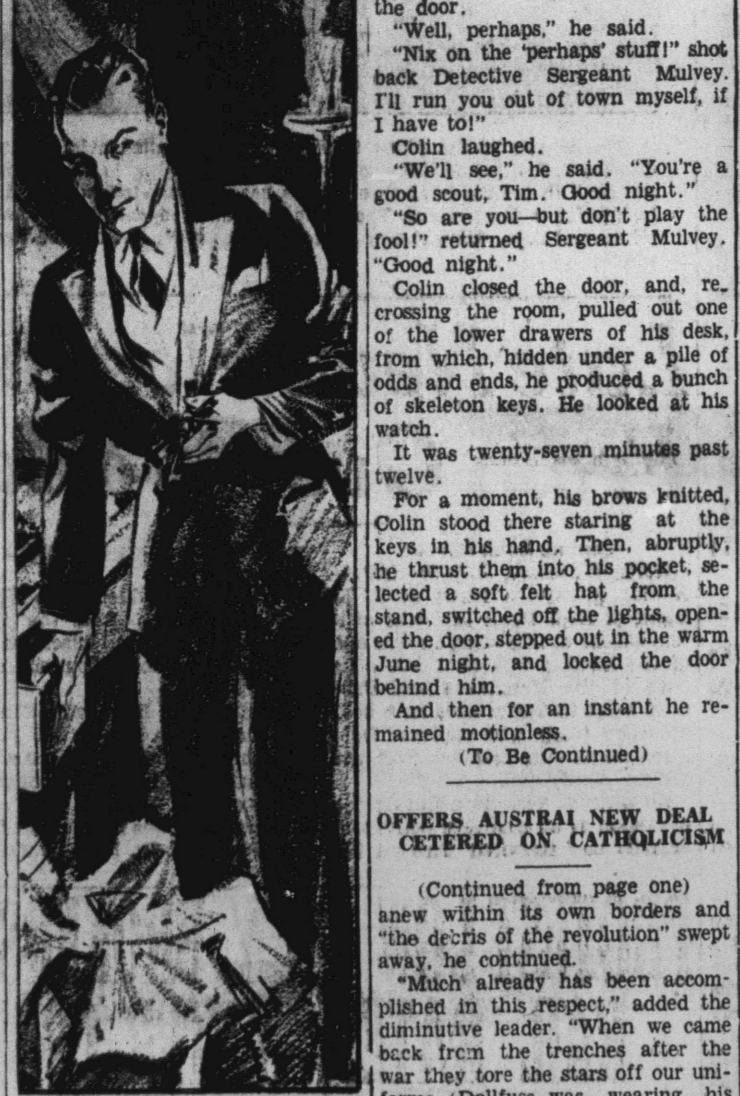 the door.
"Well, perhaps," he said.
"Nix on the 'perhaps' stuff!" shot
back Detective Sergeant Mulvey.
I'll run you out of town myself, if
I have to!"
Colin laughed.
"We'll see," he said. "You're a
good scout, Tim. Good night."
"So are you—but don't play the
fool!" returned Sergeant Mulvey.
"Good night."
Colin closed the door, and, re-
crossing the room, pulled out one
of the lower drawers of his desk,
from which, hidden under a pile of
odds and ends, he produced a bunch
of skeleton keys. He looked at his
watch.
It was twenty-seven minutes past
twelve.
For a moment, his brows knitted,
Colin stood there staring at the
keys in his hand. Then, abruptly,
he thrust them into his pocket, se-
lected a soft felt hat from the
stand, switched off the lights, open-
ed the door, stepped out in the warm
June night, and locked the door
behind him.
And then for an instant he re-
mained motionless.
(To Be Continued)
OFFERS AUSTRAI NEW DEAL
CETERED ON CATHOLICISM
(Continued from page one)
anew within its own borders and
"the debris of the revolution" swept
away, he continued.
"Much already has been accom-
plished in this respect," added the
diminutive leader. "When we came
back from the trenches after the
war they tore the stars off our uni-
forms (Dollfuss was wearing his